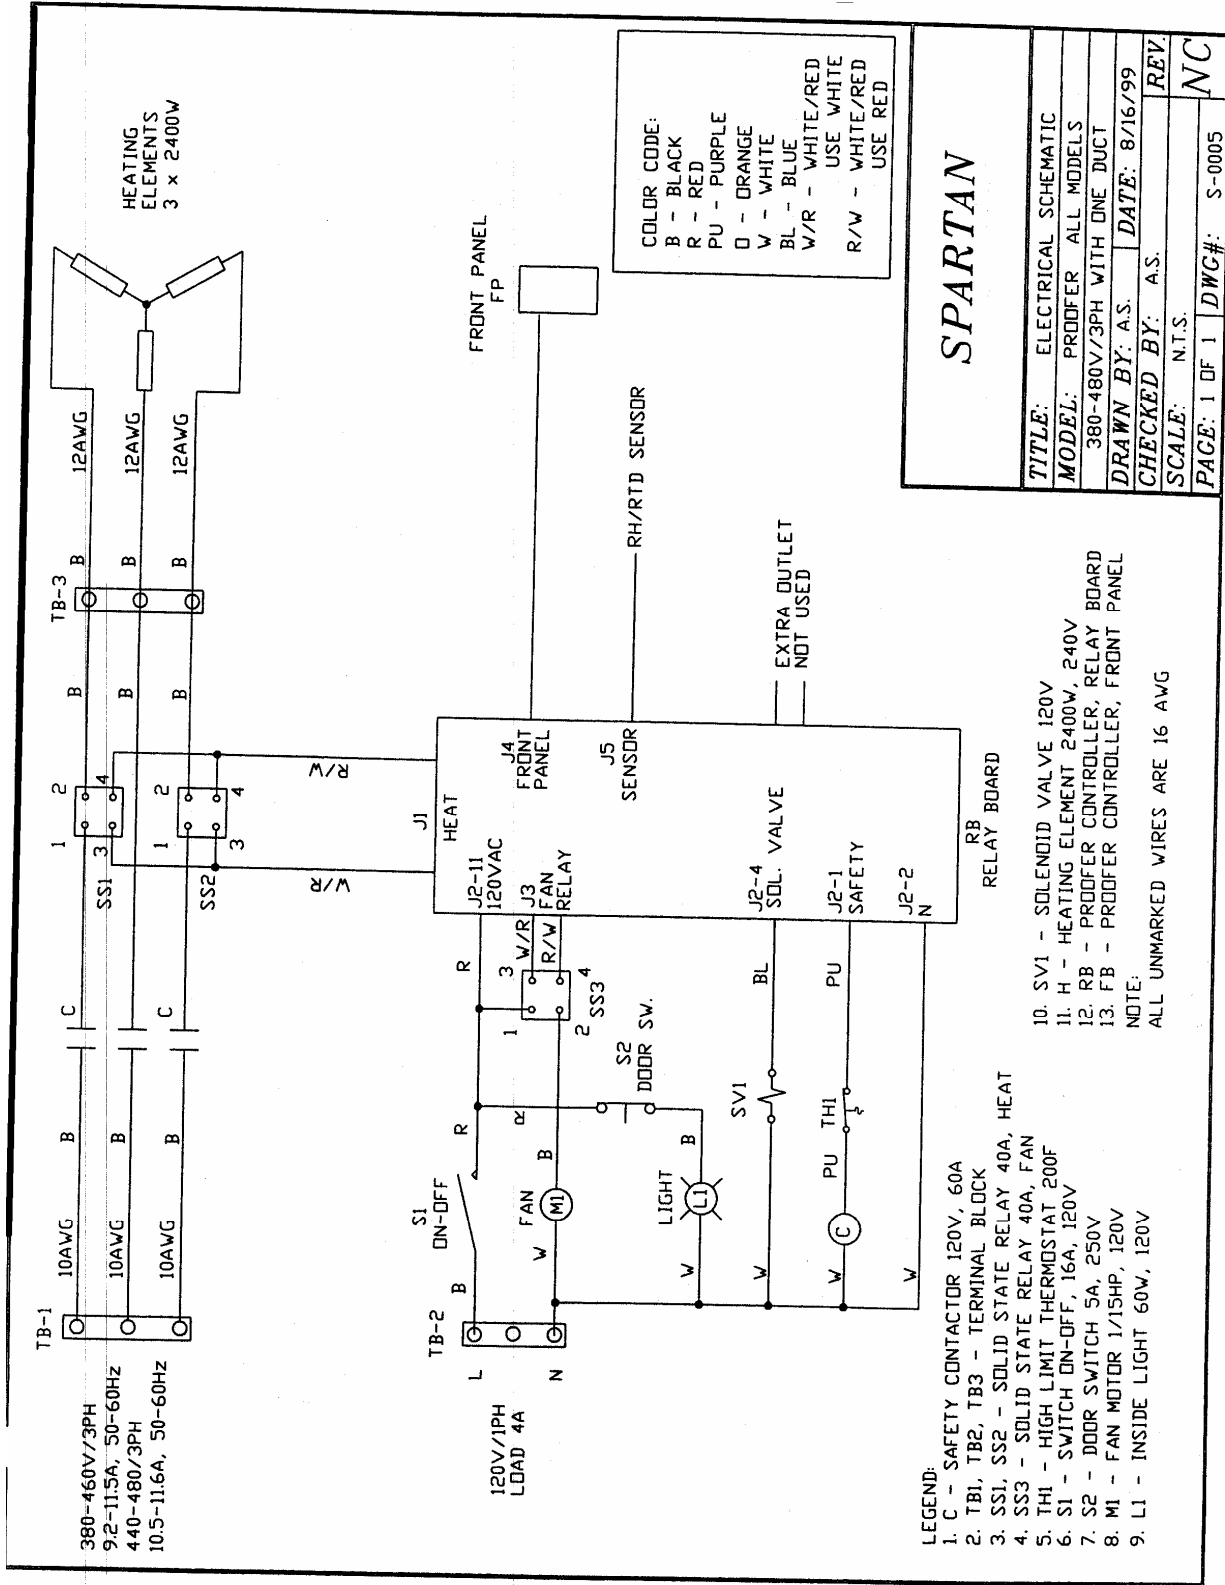 380-460V/3PH
9.2-11.5A, 50-60Hz
440-480/3PH
10.5-11.6A, 50-60Hz
TB-1
10AWG
B
10AWG
B
10AWG
B
C
C
SS1
1
2
3
4
SS2
1
2
3
4
B
B
B
TB-3
B
B
B
12AWG
12AWG
12AWG
HEATING
ELEMENTS
3 x 2400W
W/R
R/W
120V/1PH
LOAD 4A
L
N
TB-2
B
S1
ON-OFF
R
R
R
W
FAN
M1
B
S2
DOOR SW.
1
2
3
4
SS3
W/R
R/W
W
LIGHT
L1
B
W
SV1
BL
W
C
PU
TH1
PU
W
J1
HEAT
J2-11
120VAC
J3
FAN
RELAY
J4
FRONT
PANEL
J5
SENSOR
J2-4
SOL. VALVE
J2-1
SAFETY
J2-2
N
RB
RELAY BOARD
FRONT PANEL
FP
RH/RTD SENSOR
EXTRA OUTLET
NOT USED
COLOR CODE:
B - BLACK
R - RED
PU - PURPLE
O - ORANGE
W - WHITE
BL - BLUE
W/R - WHITE/RED
USE WHITE
R/W - WHITE/RED
USE RED
LEGEND:
1. C - SAFETY CONTACTOR 120V, 60A
2. TB1, TB2, TB3 - TERMINAL BLOCK
3. SS1, SS2 - SOLID STATE RELAY 40A, HEAT
4. SS3 - SOLID STATE RELAY 40A, FAN
5. TH1 - HIGH LIMIT THERMOSTAT 200F
6. S1 - SWITCH ON-OFF, 16A, 120V
7. S2 - DOOR SWITCH 5A, 250V
8. M1 - FAN MOTOR 1/15HP, 120V
9. L1 - INSIDE LIGHT 60W, 120V
10. SV1 - SOLENOID VALVE 120V
11. H - HEATING ELEMENT 2400W, 240V
12. RB - PROOFER CONTROLLER, RELAY BOARD
13. FB - PROOFER CONTROLLER, FRONT PANEL
NOTE:
ALL UNMARKED WIRES ARE 16 AWG
SPARTAN
TITLE: ELECTRICAL SCHEMATIC
MODEL: PROOFER ALL MODELS
380-480V/3PH WITH ONE DUCT
DRAWN BY: A.S. DATE: 8/16/99
CHECKED BY: A.S. REV.
SCALE: N.T.S. NC
PAGE: 1 OF 1 DWG#: S-0005